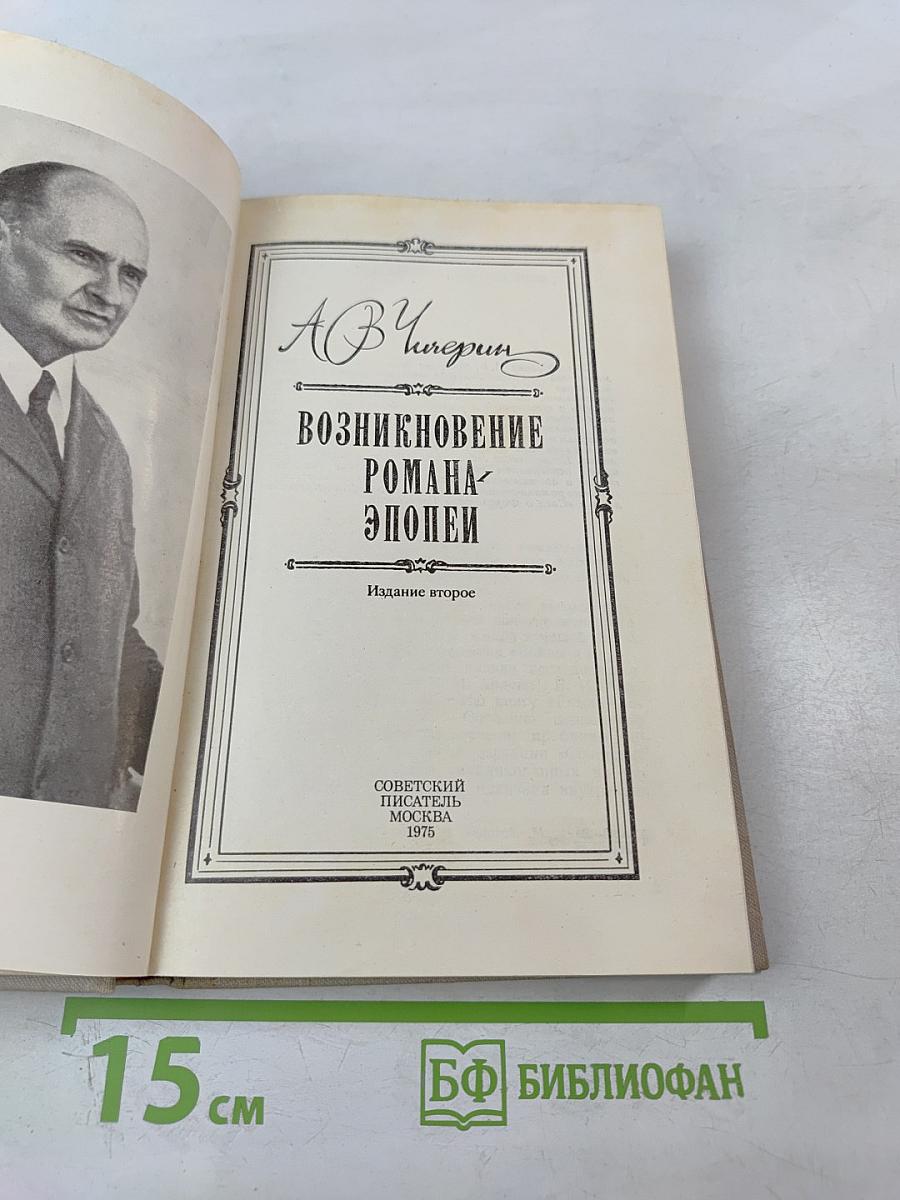 А В Чичерин
ВОЗНИКНОВЕНИЕ
РОМАНА-
ЭПОПЕИ
Издание второе
СОВЕТСКИЙ
ПИСАТЕЛЬ
МОСКВА
1975
15 см
БФ БИБЛИОФАН